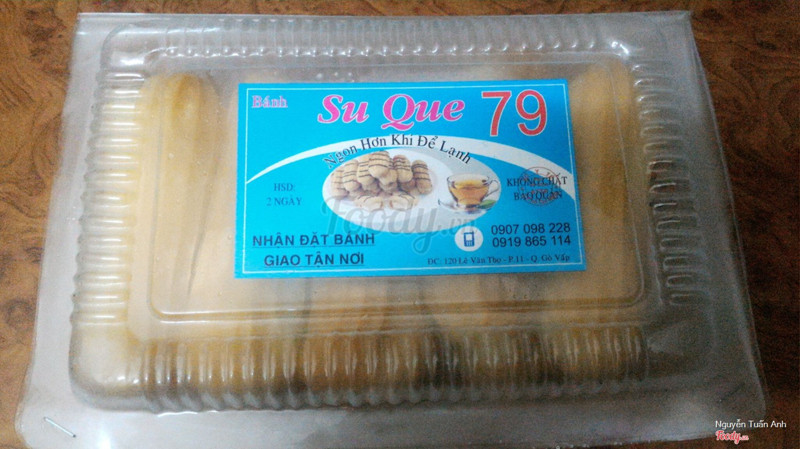 Bánh Su Que 79
Ngon Hơn Khi Để Lạnh
HSD:
2 NGÀY
KHÔNG CHẤT
BẢO QUẢN
Foody.vn
NHẬN ĐẶT BÁNH
GIAO TẬN NƠI
0907 098 228
0919 865 114
ĐC: 120 Lê Văn Thọ - P.11 - Q. Gò Vấp
Nguyễn Tuấn Anh
Foody.vn